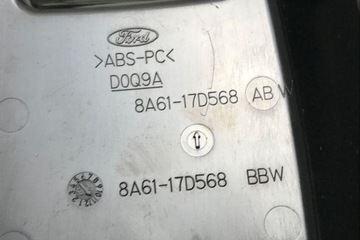 Ford
>ABS-PC<
D0Q9A
8A61-17D568 AB W
8A61-17D568 BBW